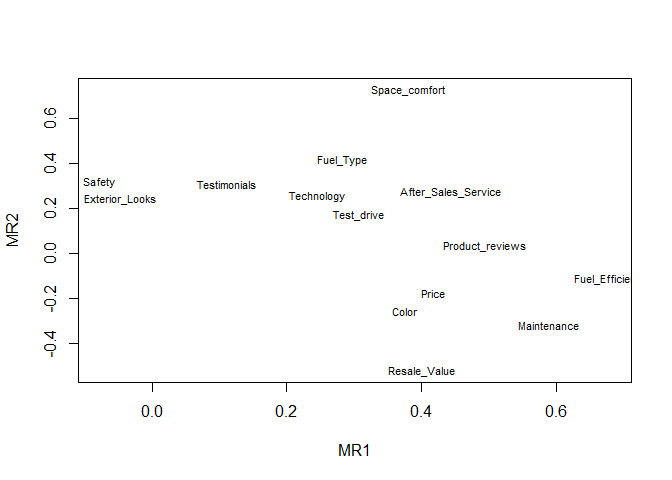 Space_comfort
Fuel_Type
Safety
Testimonials
After_Sales_Service
Exterior_Looks
Technology
Test_drive
Product_reviews
Fuel_Efficien
Price
Color
Maintenance
Resale_Value
0.6
0.4
0.2
0.0
-0.2
-0.4
MR2
0.0 0.2 0.4 0.6
MR1